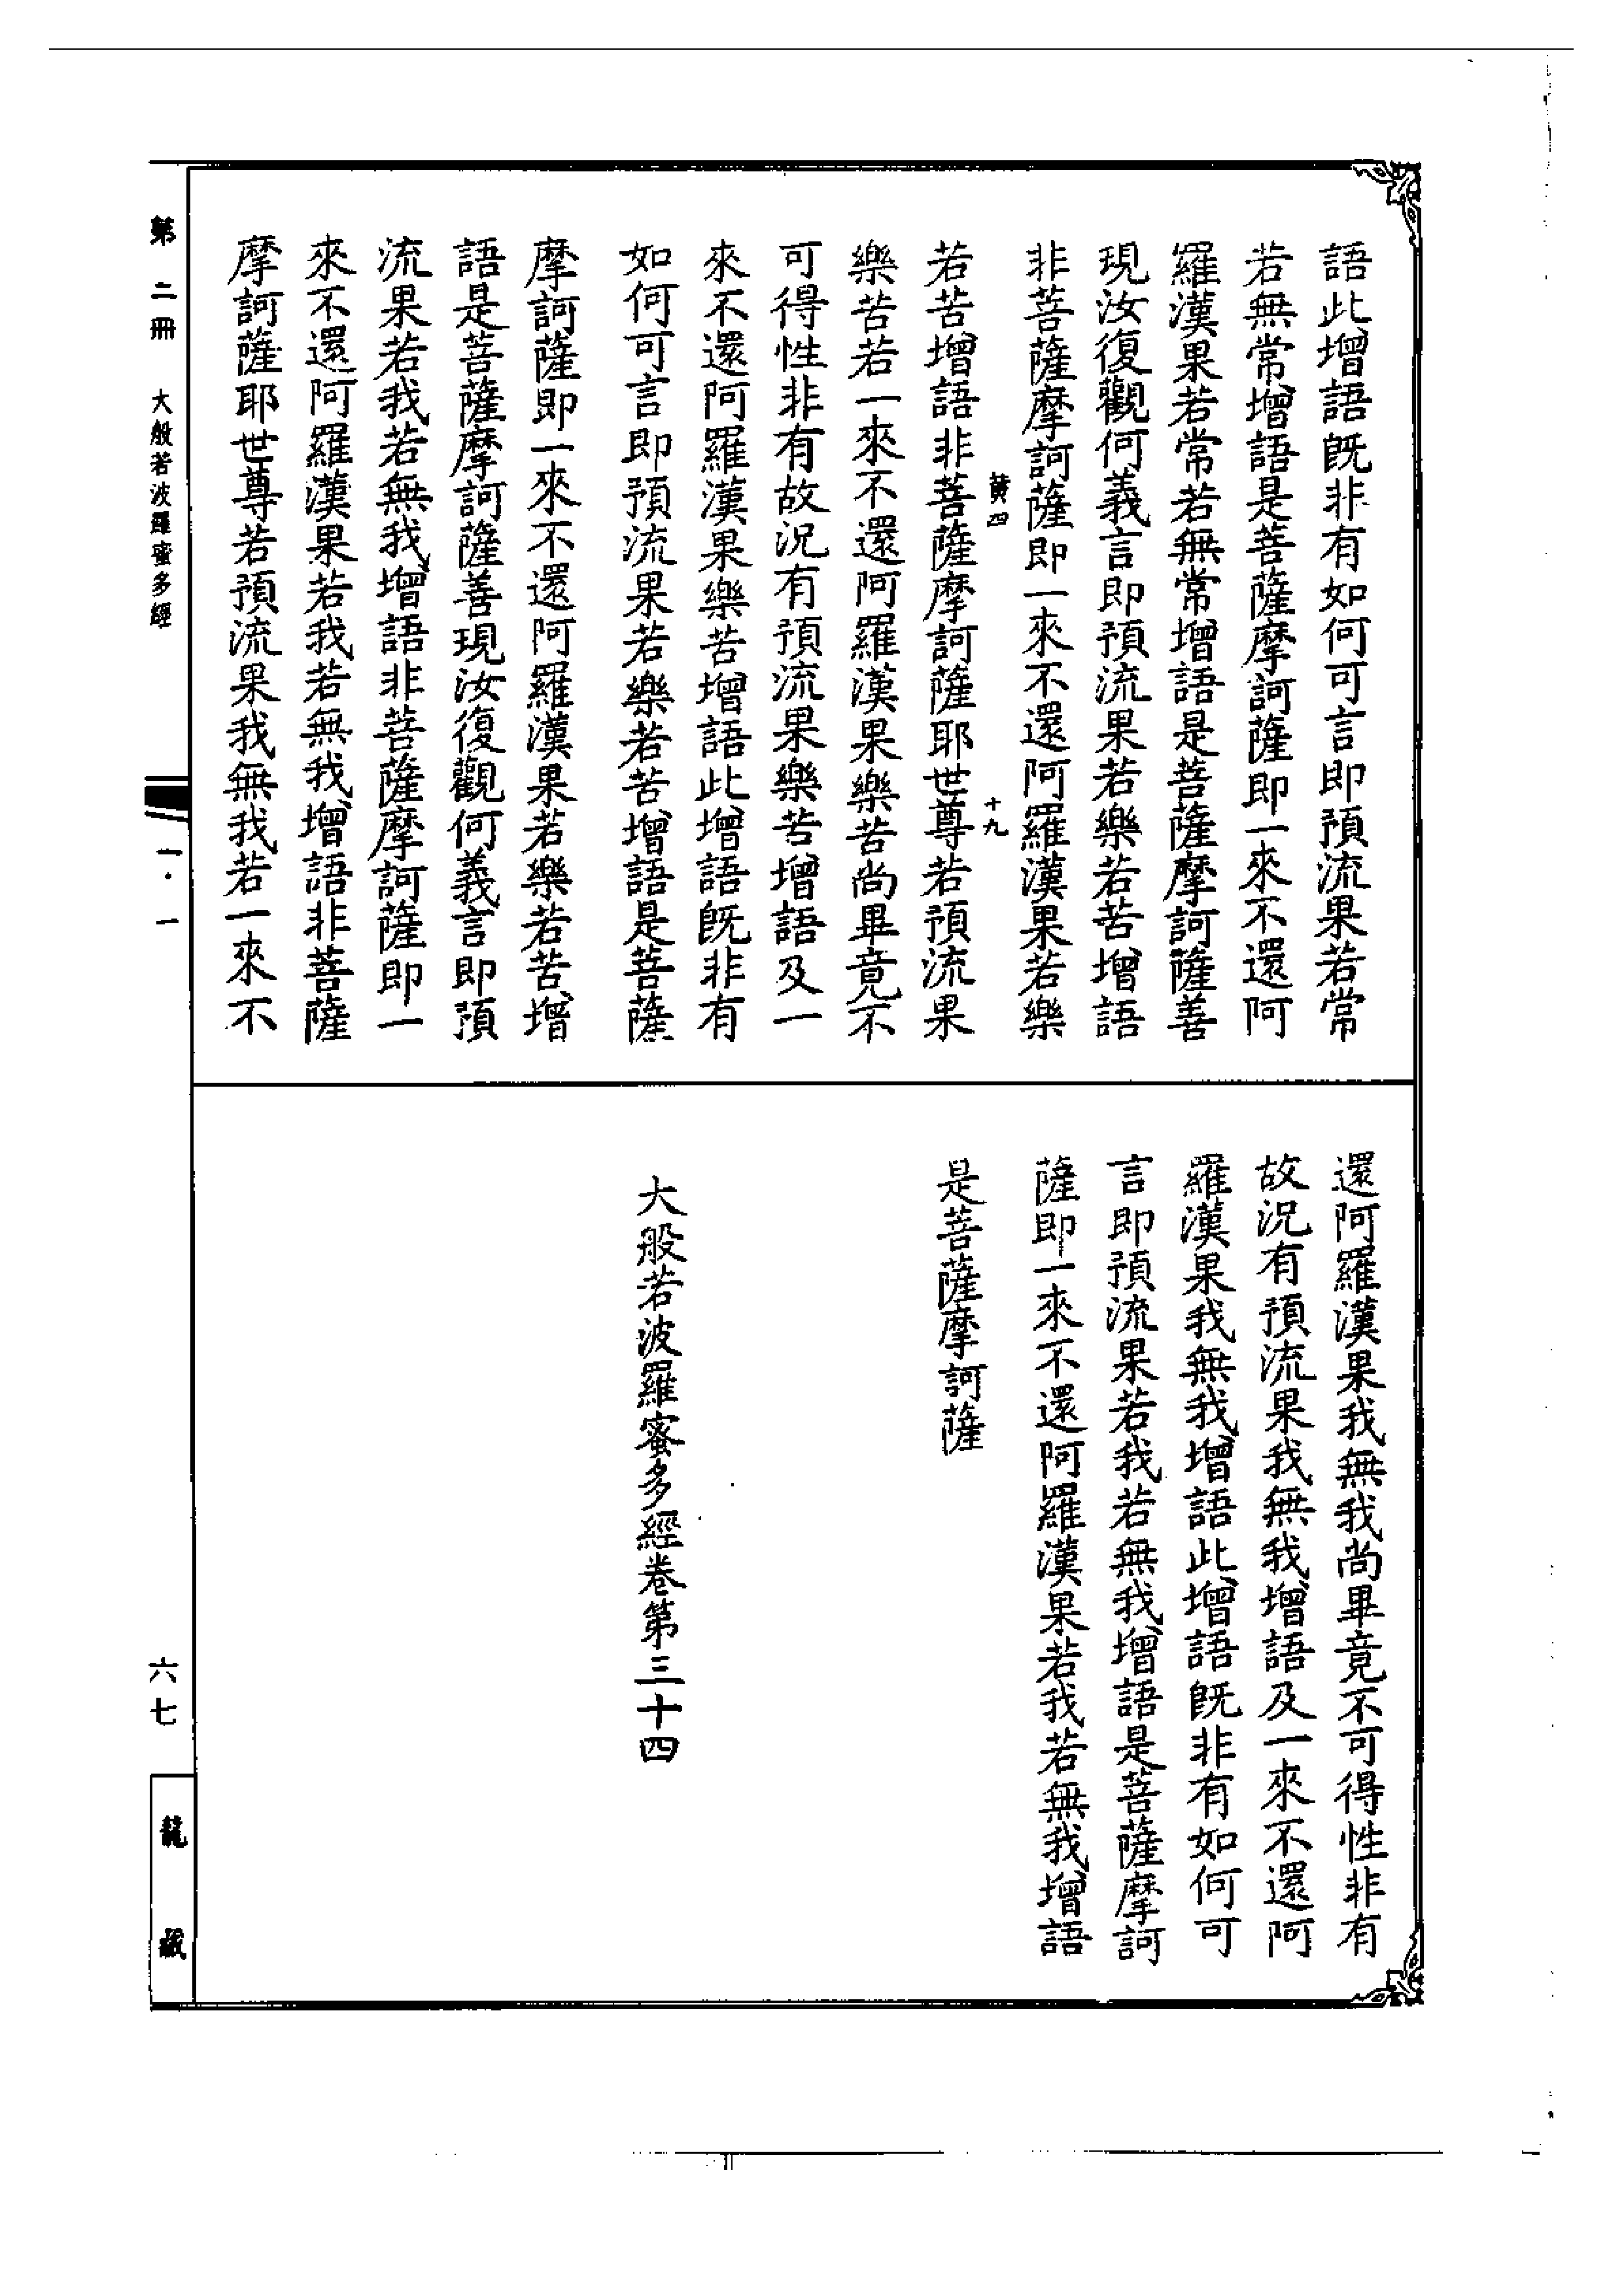 語此增語既非有如何可言即預流果若常
若無常增語是菩薩摩訶薩即一來不還阿
羅漢果若常若無常增語是菩薩摩訶薩善
現汝復觀何義言即預流果若樂若苦增語
非菩薩摩訶薩即一來不還阿羅漢果若樂
黃四 十九
若苦增語非菩薩摩訶薩耶世尊若預流果
樂苦若一來不還阿羅漢果樂苦尚畢竟不
可得性非有故況有預流果樂苦增語及一
來不還阿羅漢果樂苦增語此增語既非有
如何可言即預流果若樂若苦增語是菩薩
摩訶薩即一來不還阿羅漢果若樂若苦增
語是菩薩摩訶薩善現汝復觀何義言即預
流果若我若無我增語非菩薩摩訶薩即一
來不還阿羅漢果若我若無我增語非菩薩
摩訶薩耶世尊若預流果我無我若一來不
還阿羅漢果我無我尚畢竟不可得性非有
故況有預流果我無我增語及一來不還阿
羅漢果我無我增語此增語既非有如何可
言即預流果若我若無我增語是菩薩摩訶
薩即一來不還阿羅漢果若我若無我增語
是菩薩摩訶薩
大般若波羅蜜多經卷第三十四
第二冊 大般若波羅蜜多經 一·一 六七 龍藏